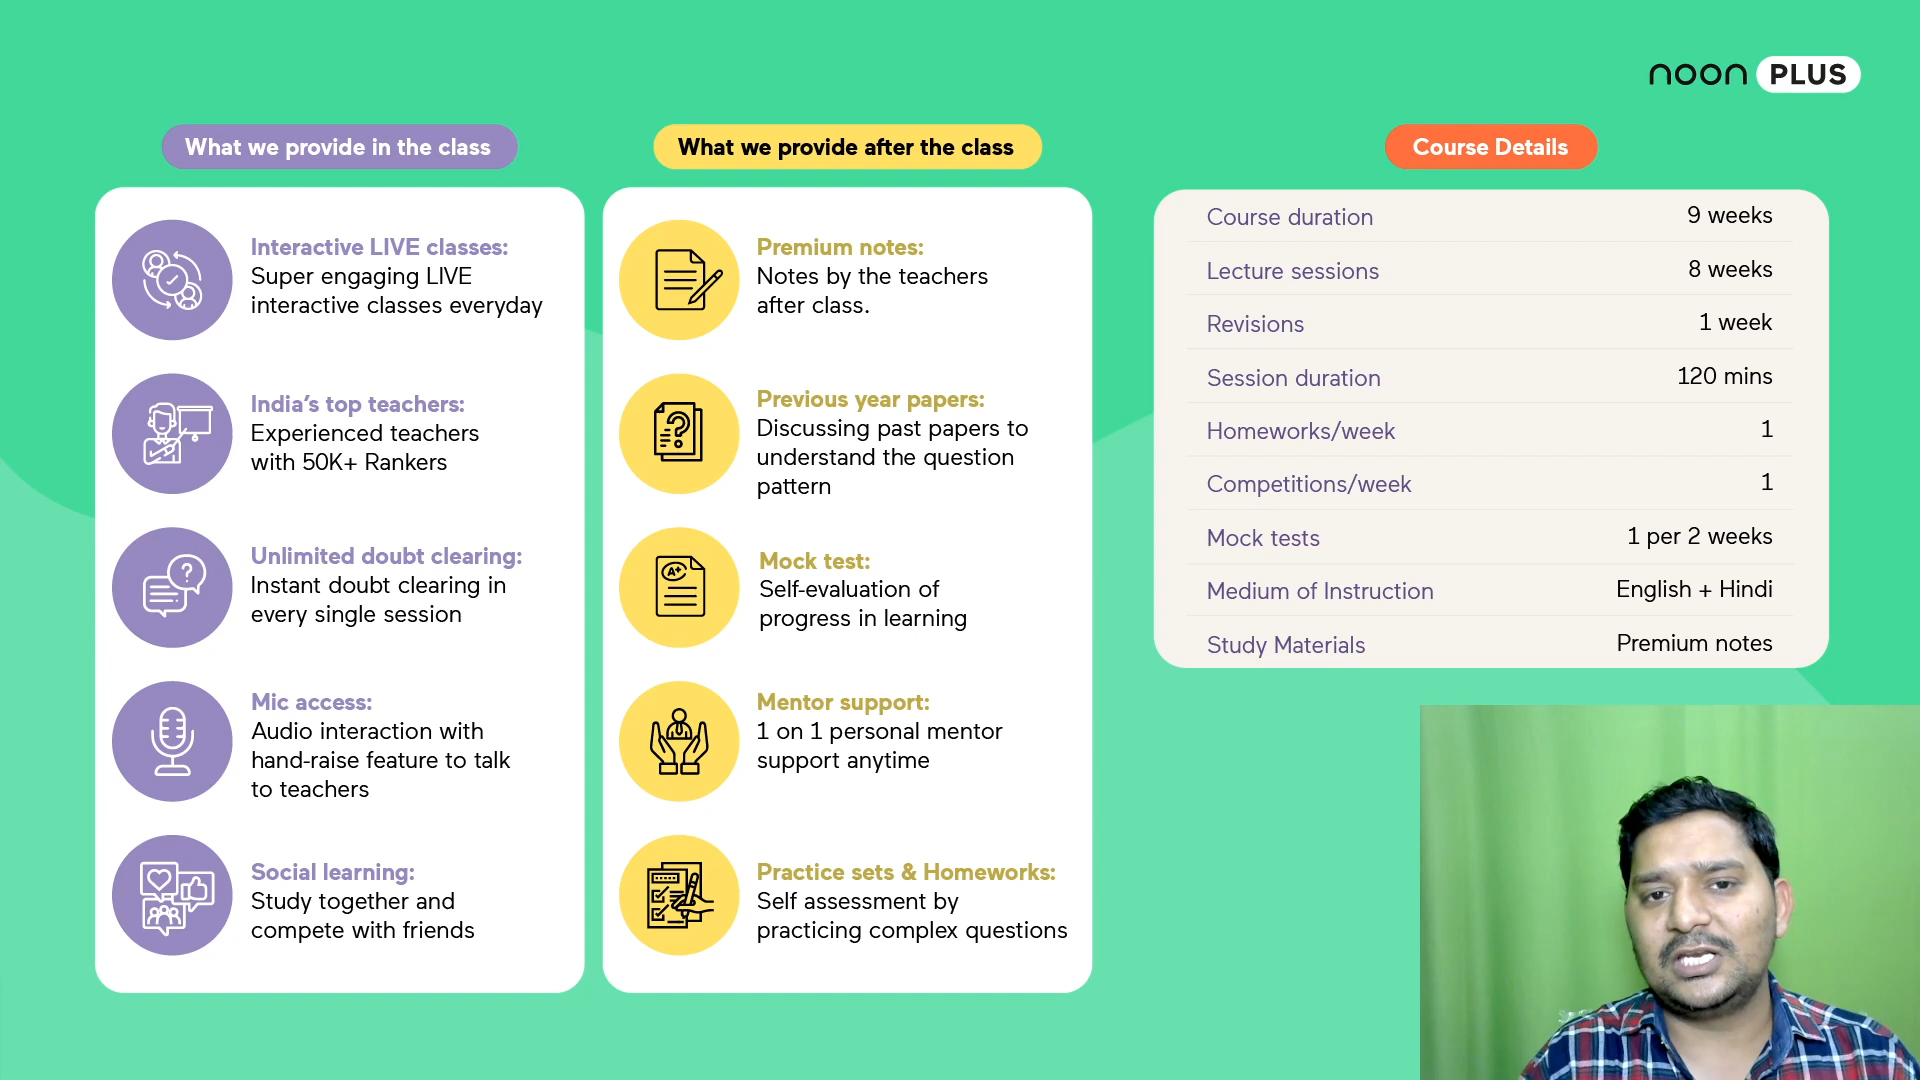 noon PLUS
What we provide in the class
Interactive LIVE classes:
Super engaging LIVE
interactive classes everyday
India's top teachers:
Experienced teachers
with 50K+ Rankers
Unlimited doubt clearing:
Instant doubt clearing in
every single session
Mic access:
Audio interaction with
hand-raise feature to talk
to teachers
Social learning:
Study together and
compete with friends
What we provide after the class
Premium notes:
Notes by the teachers
after class.
Previous year papers:
Discussing past papers to
understand the question
pattern
A+
Mock test:
Self-evaluation of
progress in learning
Mentor support:
1 on 1 personal mentor
support anytime
Practice sets & Homeworks:
Self assessment by
practicing complex questions
Course Details
Course duration 9 weeks
Lecture sessions 8 weeks
Revisions 1 week
Session duration 120 mins
Homeworks/week 1
Competitions/week 1
Mock tests 1 per 2 weeks
Medium of Instruction English + Hindi
Study Materials Premium notes